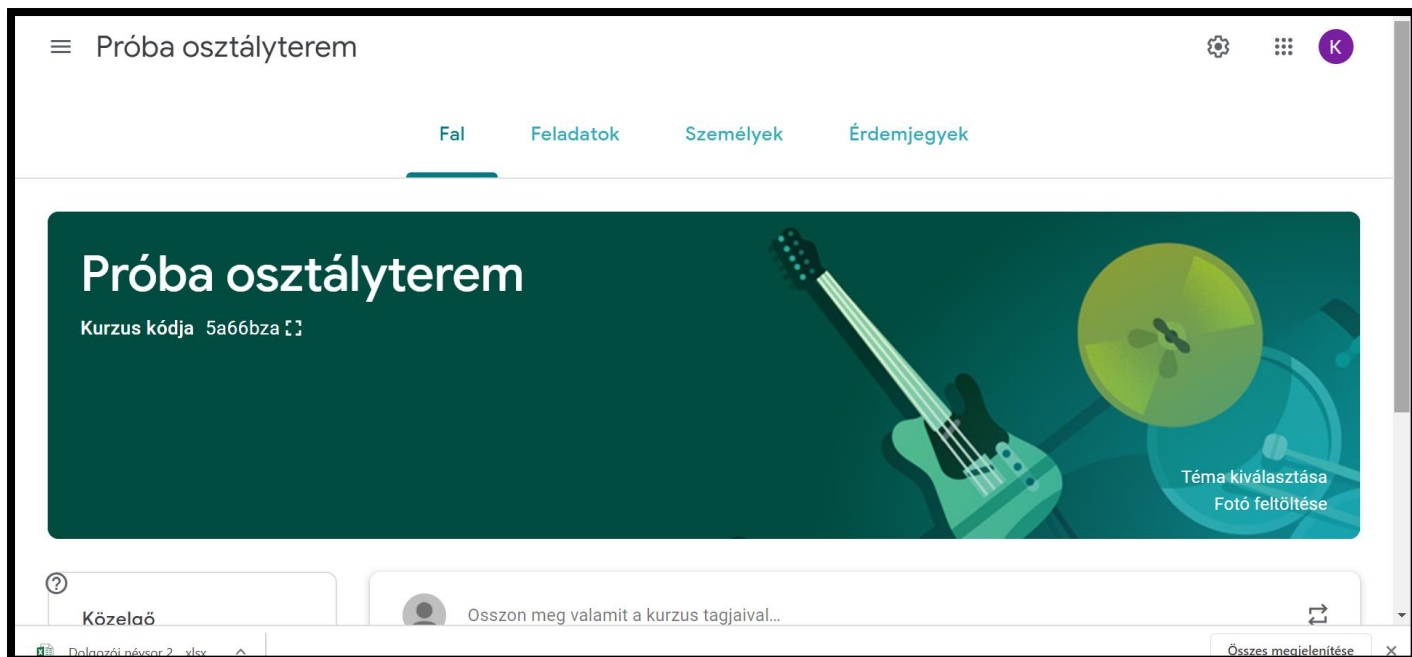 Próba osztályterem
K
Fal Feladatok Személyek Érdemjegyek
Próba osztályterem
Kurzus kódja 5a66bza
Téma kiválasztása
Fotó feltöltése
Közelgő
Osszon meg valamit a kurzus tagjaival...
Dolgozói névsor 2...xlsx
Összes megjelenítése